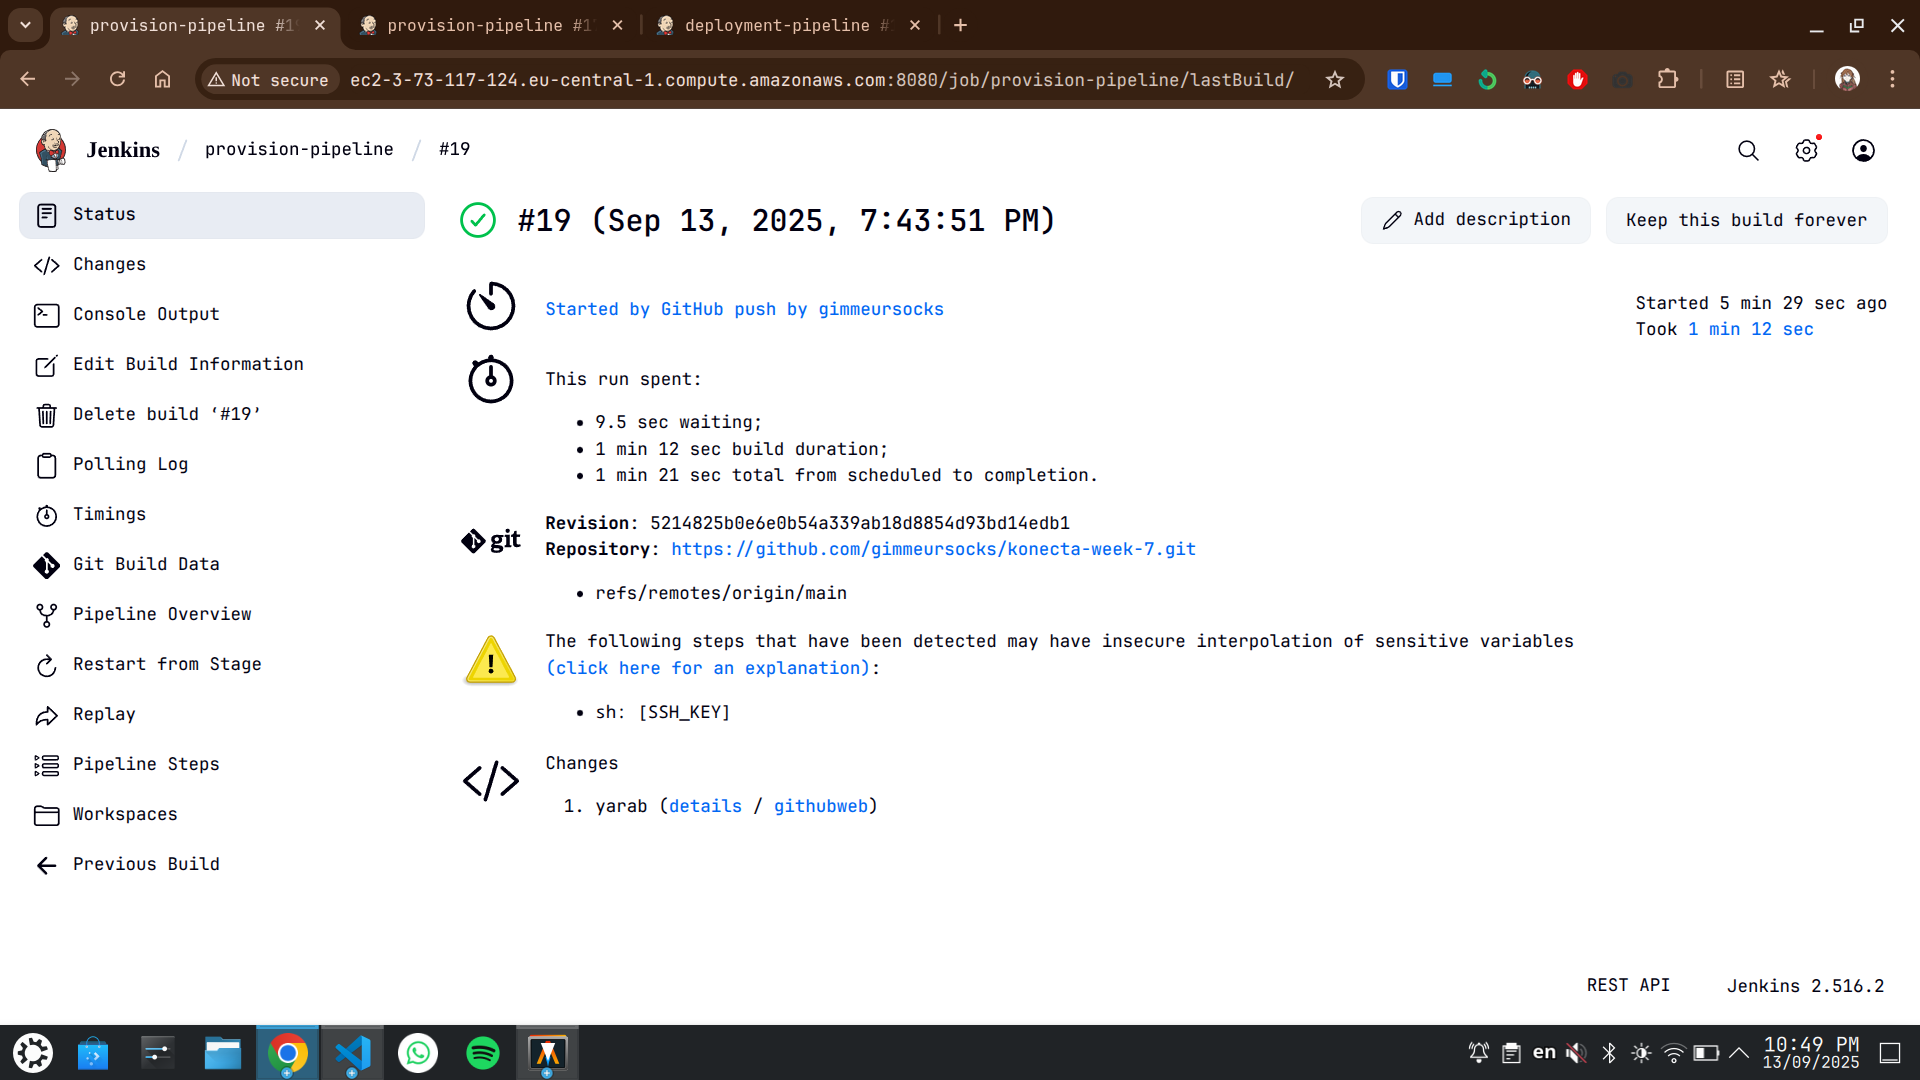 provision-pipeline #1
provision-pipeline #1
deployment-pipeline #
Not secure
ec2-3-73-117-124.eu-central-1.compute.amazonaws.com:8080/job/provision-pipeline/lastBuild/
Jenkins / provision-pipeline / #19
Status
Changes
Console Output
Edit Build Information
Delete build ‘#19’
Polling Log
Timings
Git Build Data
Pipeline Overview
Restart from Stage
Replay
Pipeline Steps
Workspaces
Previous Build
#19 (Sep 13, 2025, 7:43:51 PM)
Add description
Keep this build forever
Started by GitHub push by gimmeursocks
Started 5 min 29 sec ago
Took 1 min 12 sec
This run spent:
9.5 sec waiting;
1 min 12 sec build duration;
1 min 21 sec total from scheduled to completion.
git
Revision: 5214825b0e6e0b54a339ab18d8854d93bd14edb1
Repository: https://github.com/gimmeursocks/konecta-week-7.git
refs/remotes/origin/main
The following steps that have been detected may have insecure interpolation of sensitive variables
(click here for an explanation):
sh: [SSH_KEY]
Changes
1. yarab (details / githubweb)
REST API
Jenkins 2.516.2
en
10:49 PM
13/09/2025